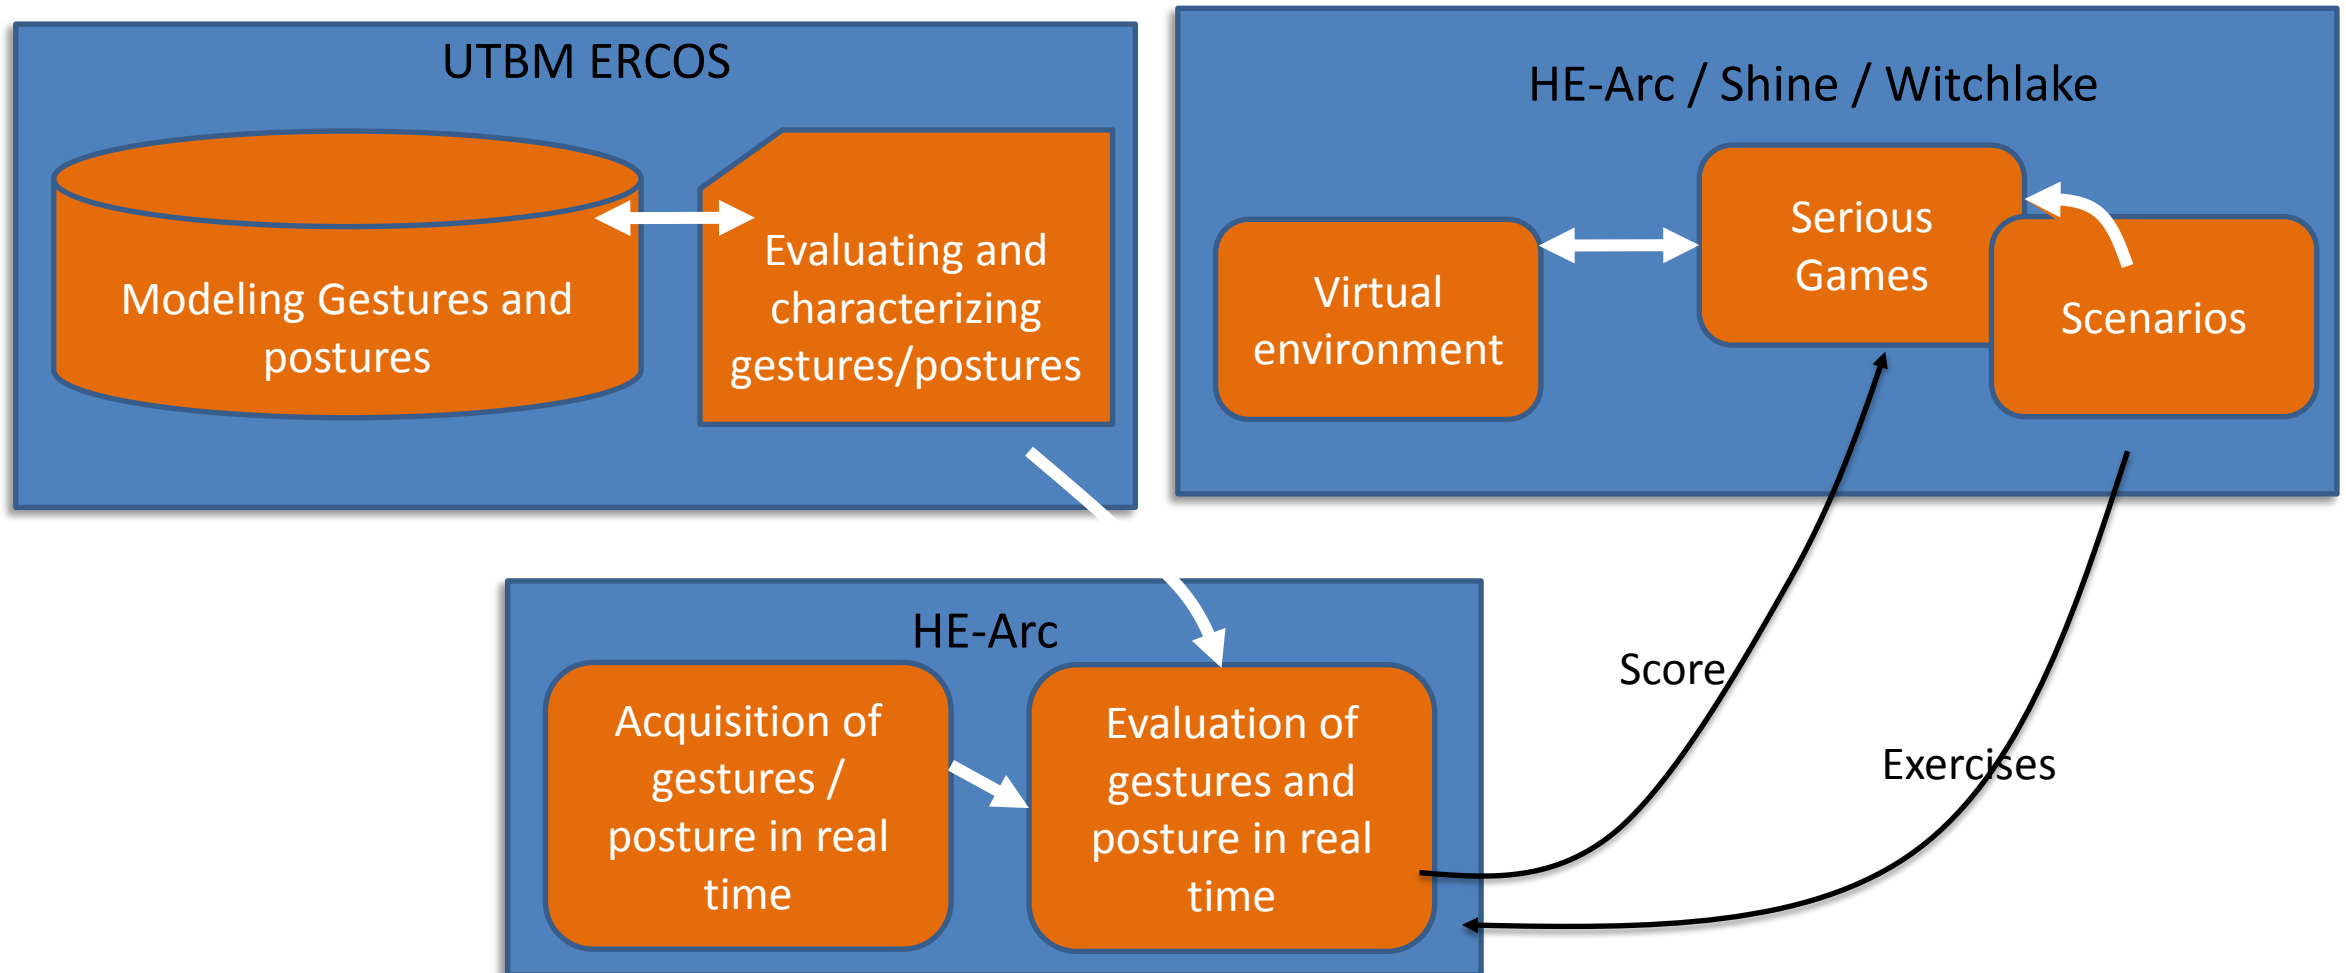 UTBM ERCOS
Modeling Gestures and
postures
Evaluating and
characterizing
gestures/postures
HE-Arc / Shine / Witchlake
Virtual
environment
Serious
Games
Scenarios
HE-Arc
Acquisition of
gestures /
posture in real
time
Evaluation of
gestures and
posture in real
time
Score
Exercises